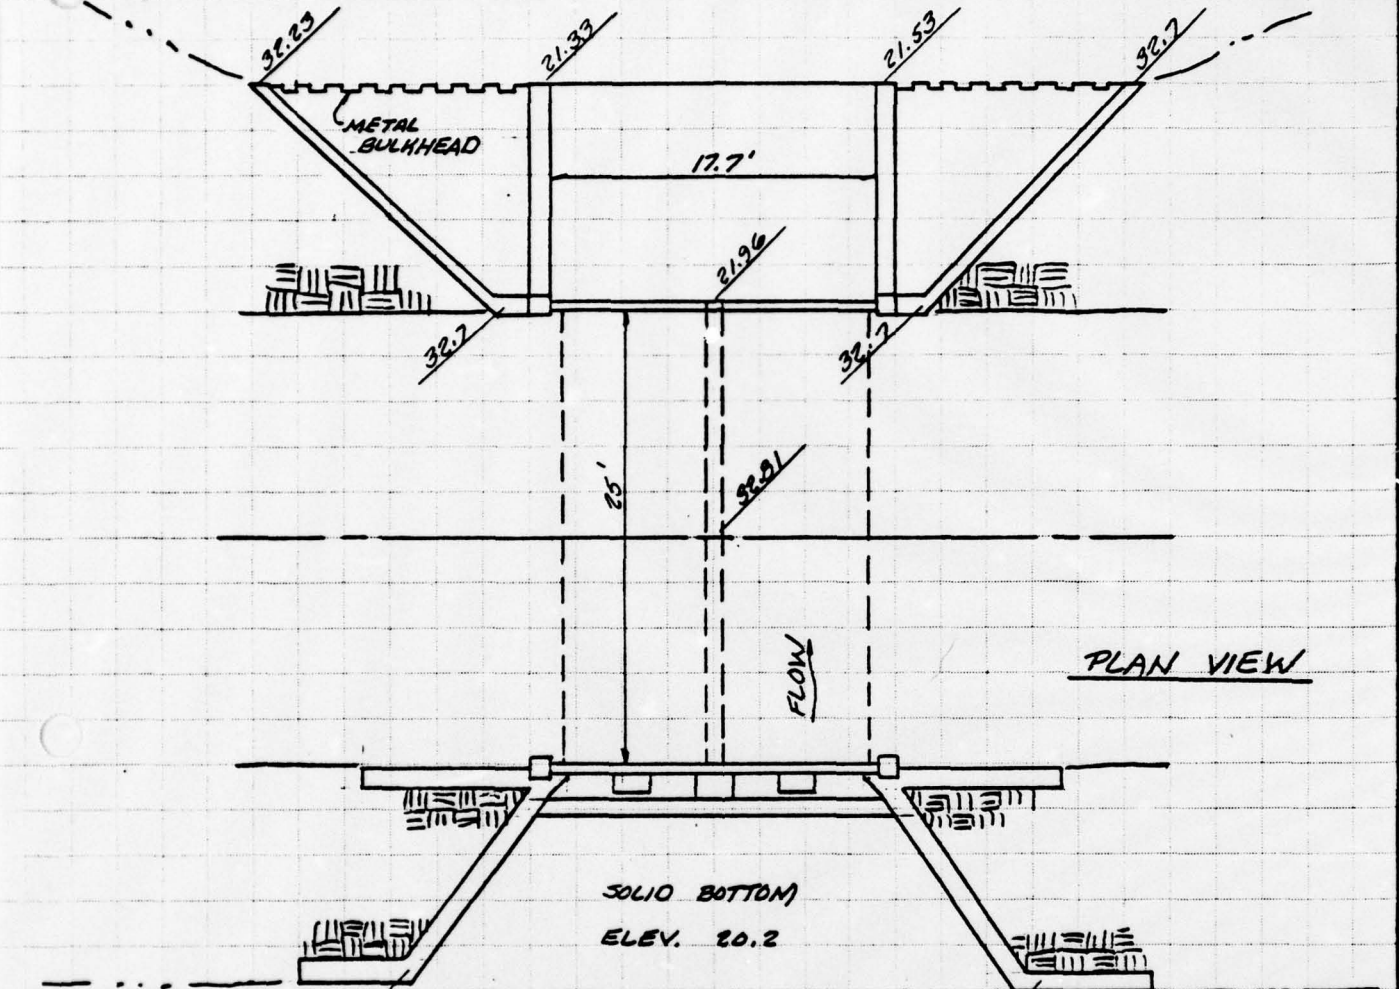 32.23
21.33
21.53
32.7
METAL
BULKHEAD
17.7'
21.96
32.7
32.7
25'
32.81
FLOW
PLAN VIEW
SOLID BOTTOM
ELEV. 20.2